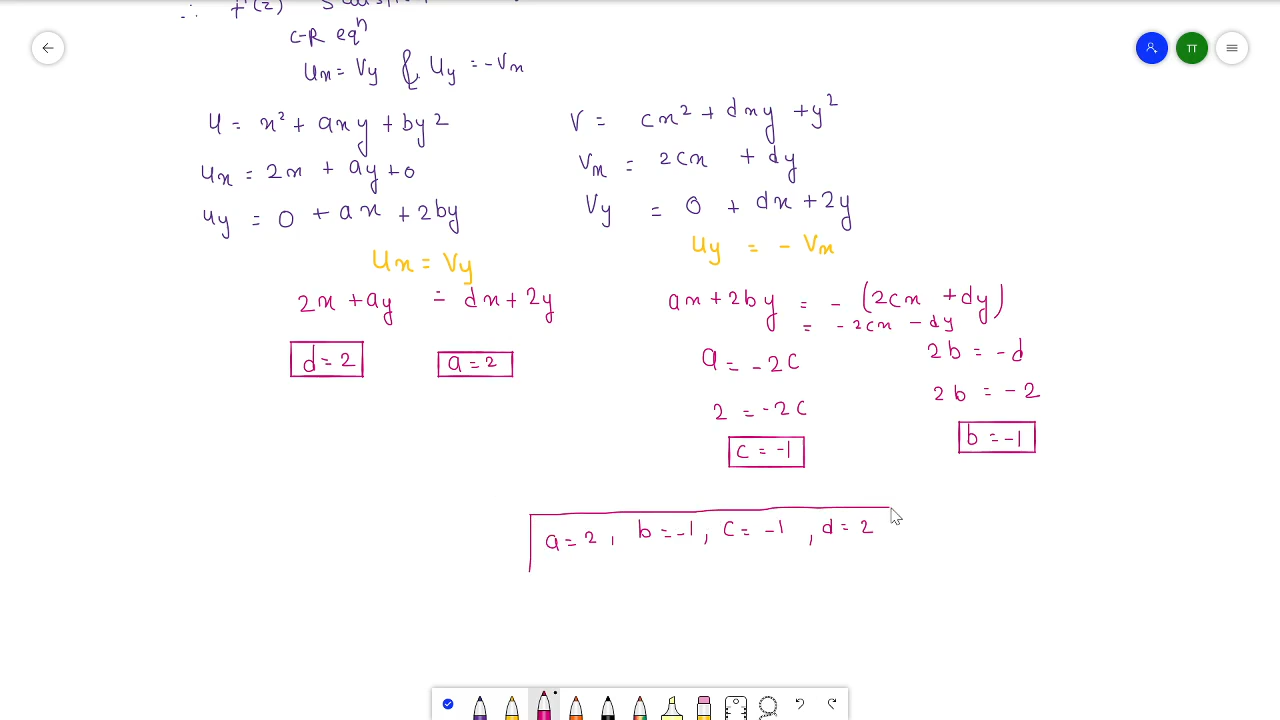 ∴ f(z)
C-R eqⁿ
Ux = Vy & Uy = -Vx
U = x² + axy + by²
Ux = 2x + ay + 0
Uy = 0 + ax + 2by
V = cx² + dxy + y²
Vx = 2cx + dy
Vy = 0 + dx + 2y
Ux = Vy
2x + ay = dx + 2y
d = 2 a = 2
Uy = - Vx
ax + 2by = - (2cx + dy)
= - 2cx - dy
a = - 2c
2 = -2c
c = -1
2b = -d
2b = -2
b = -1
a = 2, b = -1, c = -1, d = 2
π